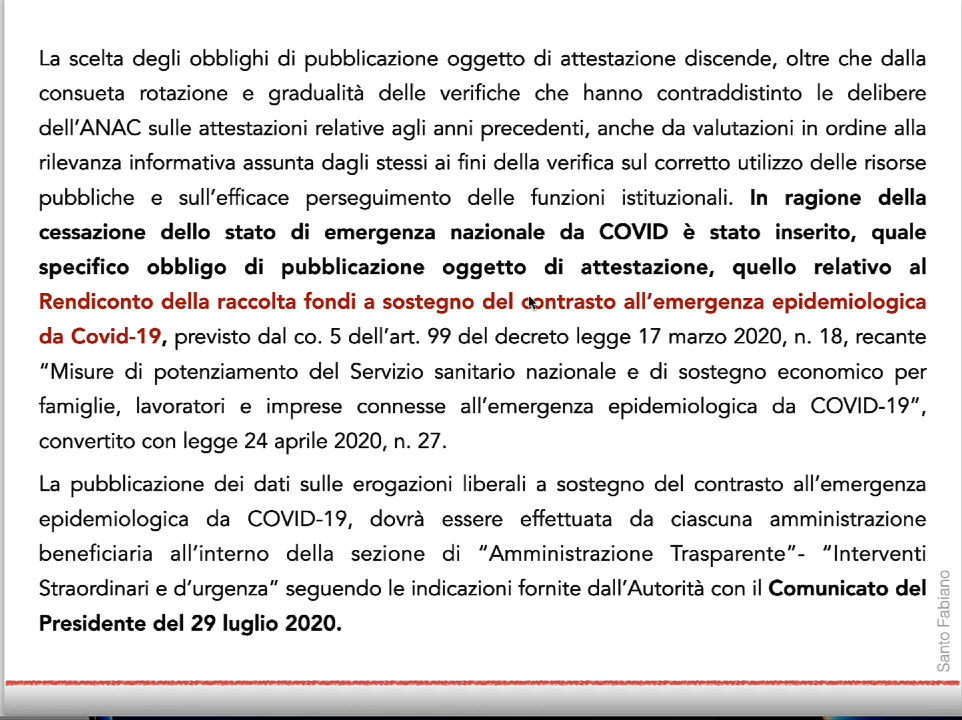 La scelta degli obblighi di pubblicazione oggetto di attestazione discende, oltre che dalla
consueta rotazione e gradualità delle verifiche che hanno contraddistinto le delibere
dell’ANAC sulle attestazioni relative agli anni precedenti, anche da valutazioni in ordine alla
rilevanza informativa assunta dagli stessi ai fini della verifica sul corretto utilizzo delle risorse
pubbliche e sull’efficace perseguimento delle funzioni istituzionali. In ragione della
cessazione dello stato di emergenza nazionale da COVID è stato inserito, quale
specifico obbligo di pubblicazione oggetto di attestazione, quello relativo al
Rendiconto della raccolta fondi a sostegno del contrasto all’emergenza epidemiologica
da Covid-19, previsto dal co. 5 dell’art. 99 del decreto legge 17 marzo 2020, n. 18, recante
“Misure di potenziamento del Servizio sanitario nazionale e di sostegno economico per
famiglie, lavoratori e imprese connesse all’emergenza epidemiologica da COVID-19”,
convertito con legge 24 aprile 2020, n. 27.
La pubblicazione dei dati sulle erogazioni liberali a sostegno del contrasto all’emergenza
epidemiologica da COVID-19, dovrà essere effettuata da ciascuna amministrazione
beneficiaria all’interno della sezione di “Amministrazione Trasparente”- “Interventi
Straordinari e d’urgenza” seguendo le indicazioni fornite dall’Autorità con il Comunicato del
Presidente del 29 luglio 2020.
Santo Fabiano